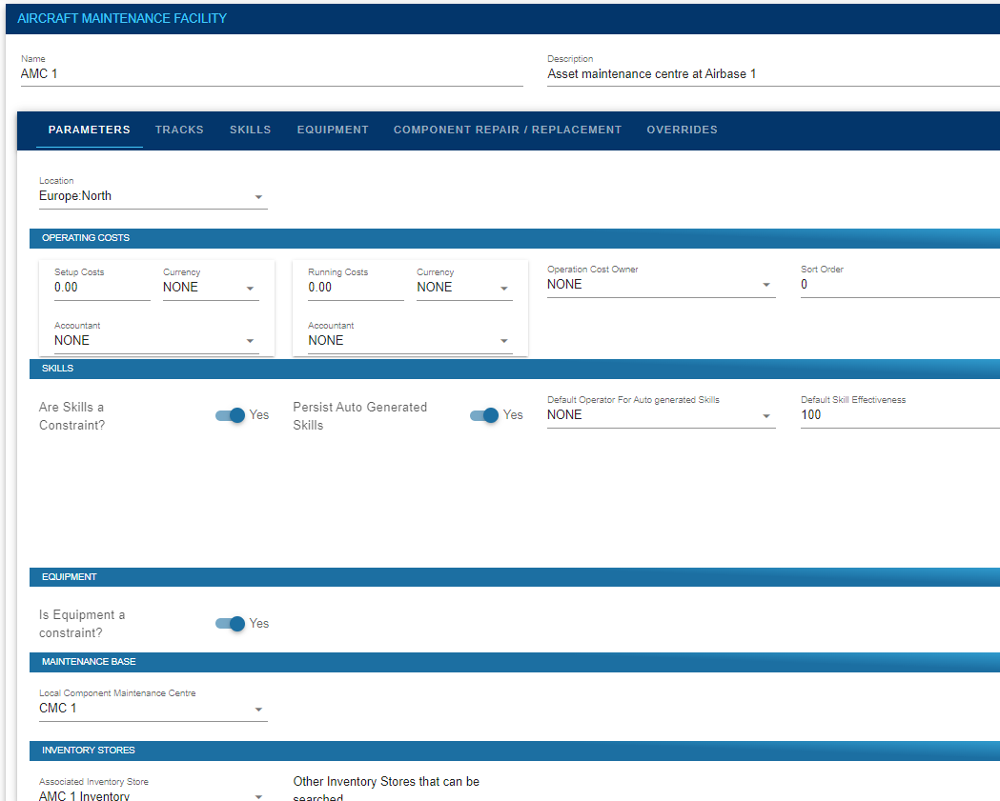 AIRCRAFT MAINTENANCE FACILITY
Name
Description
AMC 1
Asset maintenance centre at Airbase 1
PARAMETERS TRACKS SKILLS EQUIPMENT COMPONENT REPAIR / REPLACEMENT OVERRIDES
Location
Europe:North
OPERATING COSTS
Setup Costs
Currency
0.00
NONE
Accountant
NONE
Running Costs
Currency
0.00
NONE
Accountant
NONE
Operation Cost Owner
NONE
Sort Order
0
SKILLS
Are Skills a
Constraint?
Yes
Persist Auto Generated
Skills
Yes
Default Operator For Auto generated Skills
NONE
Default Skill Effectiveness
100
EQUIPMENT
Is Equipment a
constraint?
Yes
MAINTENANCE BASE
Local Component Maintenance Centre
CMC 1
INVENTORY STORES
Associated Inventory Store
AMC 1 Inventory
Other Inventory Stores that can be
searched